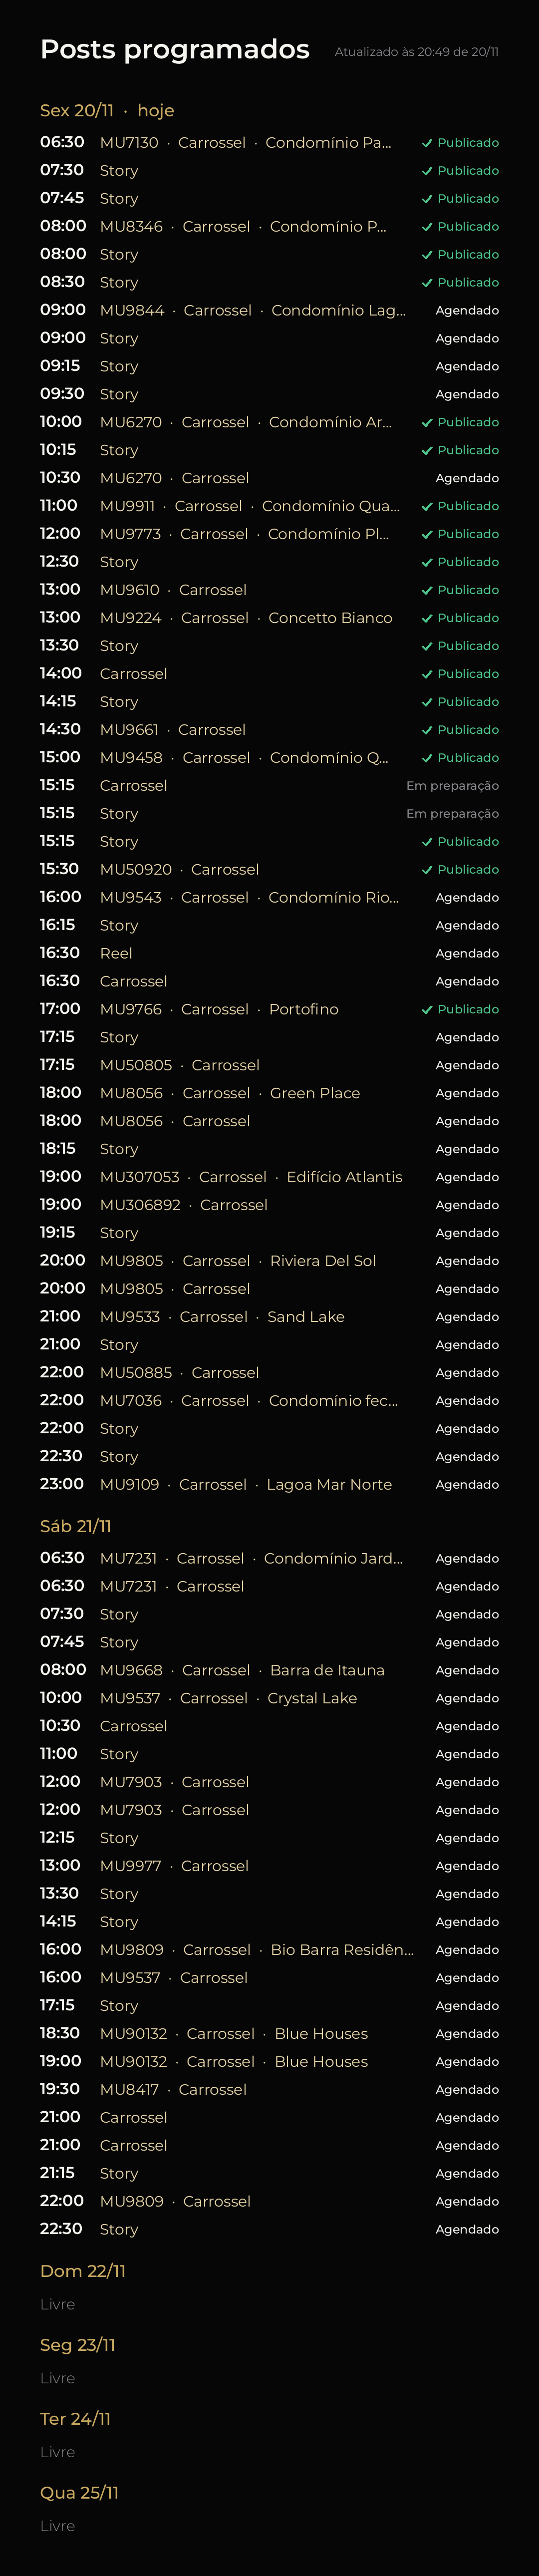 Posts programados Atualizado às 20:49 de 20/11
Sex 20/11 · hoje
06:30 MU7130 · Carrossel · Condomínio Pa... ✓ Publicado
07:30 Story ✓ Publicado
07:45 Story ✓ Publicado
08:00 MU8346 · Carrossel · Condomínio P... ✓ Publicado
08:00 Story ✓ Publicado
08:30 Story ✓ Publicado
09:00 MU9844 · Carrossel · Condomínio Lag... Agendado
09:00 Story Agendado
09:15 Story Agendado
09:30 Story Agendado
10:00 MU6270 · Carrossel · Condomínio Ar... ✓ Publicado
10:15 Story ✓ Publicado
10:30 MU6270 · Carrossel Agendado
11:00 MU9911 · Carrossel · Condomínio Qua... ✓ Publicado
12:00 MU9773 · Carrossel · Condomínio Pl... ✓ Publicado
12:30 Story ✓ Publicado
13:00 MU9610 · Carrossel ✓ Publicado
13:00 MU9224 · Carrossel · Concetto Bianco ✓ Publicado
13:30 Story ✓ Publicado
14:00 Carrossel ✓ Publicado
14:15 Story ✓ Publicado
14:30 MU9661 · Carrossel ✓ Publicado
15:00 MU9458 · Carrossel · Condomínio Q... ✓ Publicado
15:15 Carrossel Em preparação
15:15 Story Em preparação
15:15 Story ✓ Publicado
15:30 MU50920 · Carrossel ✓ Publicado
16:00 MU9543 · Carrossel · Condomínio Rio... Agendado
16:15 Story Agendado
16:30 Reel Agendado
16:30 Carrossel Agendado
17:00 MU9766 · Carrossel · Portofino ✓ Publicado
17:15 Story Agendado
17:15 MU50805 · Carrossel Agendado
18:00 MU8056 · Carrossel · Green Place Agendado
18:00 MU8056 · Carrossel Agendado
18:15 Story Agendado
19:00 MU307053 · Carrossel · Edifício Atlantis Agendado
19:00 MU306892 · Carrossel Agendado
19:15 Story Agendado
20:00 MU9805 · Carrossel · Riviera Del Sol Agendado
20:00 MU9805 · Carrossel Agendado
21:00 MU9533 · Carrossel · Sand Lake Agendado
21:00 Story Agendado
22:00 MU50885 · Carrossel Agendado
22:00 MU7036 · Carrossel · Condomínio fec... Agendado
22:00 Story Agendado
22:30 Story Agendado
23:00 MU9109 · Carrossel · Lagoa Mar Norte Agendado
Sáb 21/11
06:30 MU7231 · Carrossel · Condomínio Jard... Agendado
06:30 MU7231 · Carrossel Agendado
07:30 Story Agendado
07:45 Story Agendado
08:00 MU9668 · Carrossel · Barra de Itauna Agendado
10:00 MU9537 · Carrossel · Crystal Lake Agendado
10:30 Carrossel Agendado
11:00 Story Agendado
12:00 MU7903 · Carrossel Agendado
12:00 MU7903 · Carrossel Agendado
12:15 Story Agendado
13:00 MU9977 · Carrossel Agendado
13:30 Story Agendado
14:15 Story Agendado
16:00 MU9809 · Carrossel · Bio Barra Residên... Agendado
16:00 MU9537 · Carrossel Agendado
17:15 Story Agendado
18:30 MU90132 · Carrossel · Blue Houses Agendado
19:00 MU90132 · Carrossel · Blue Houses Agendado
19:30 MU8417 · Carrossel Agendado
21:00 Carrossel Agendado
21:00 Carrossel Agendado
21:15 Story Agendado
22:00 MU9809 · Carrossel Agendado
22:30 Story Agendado
Dom 22/11
Livre
Seg 23/11
Livre
Ter 24/11
Livre
Qua 25/11
Livre